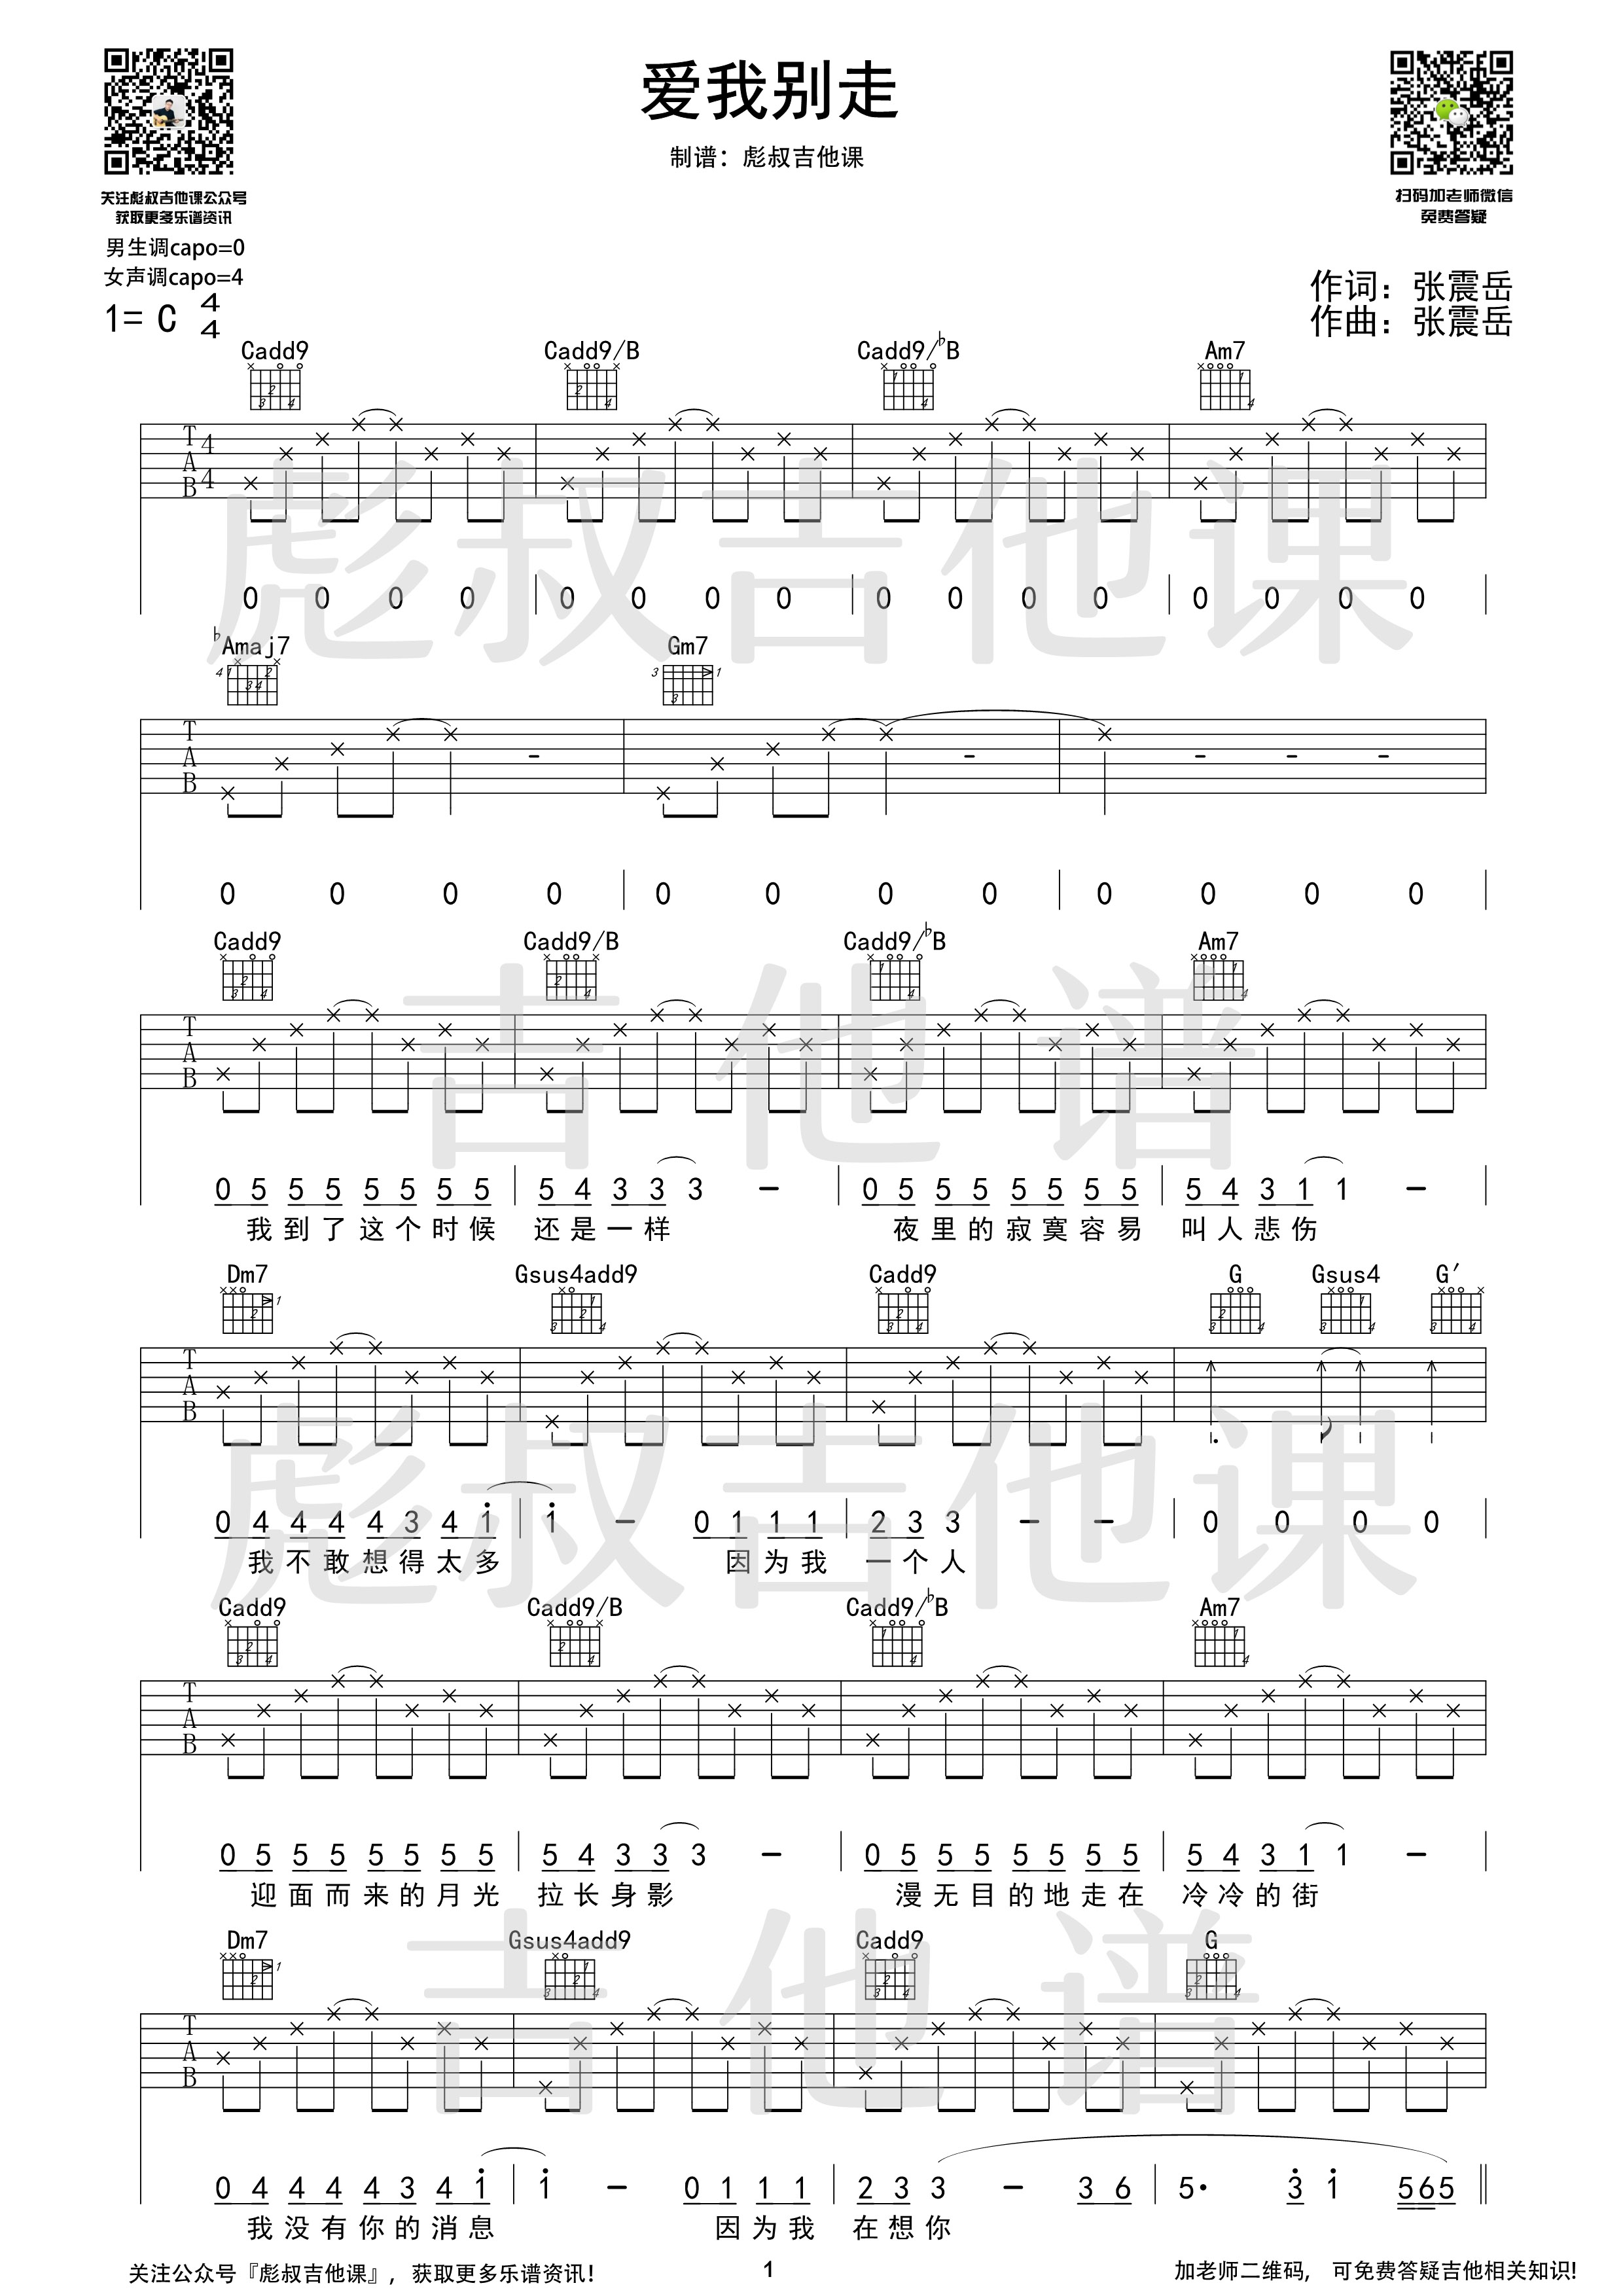 爱我别走
制谱：彪叔吉他课
关注彪叔吉他课公众号
获取更多乐谱资讯
扫码加老师微信
免费答疑
男生调capo=0
女声调capo=4
1= C 4/4
作词：张震岳
作曲：张震岳
Cadd9 Cadd9/B Cadd9/♭B Am7
T A B 4 4
0 0 0 0 | 0 0 0 0 | 0 0 0 0 | 0 0 0 0
♭Amaj7 Gm7
T A B
0 0 0 0 | 0 0 0 0 | 0 0 0 0
Cadd9 Cadd9/B Cadd9/♭B Am7
T A B
0 5 5 5 5 5 5 5 | 5 4 3 3 3 - | 0 5 5 5 5 5 5 5 | 5 4 3 1 1 -
我到了这个时候 还是一样 夜里的寂寞容易 叫人悲伤
Dm7 Gsus4add9 Cadd9 G Gsus4 G′
T A B
0 4 4 4 4 3 4 i | i - 0 1 1 1 | 2 3 3 - - | 0 0 0 0
我不敢想得太多 因为我 一个人
Cadd9 Cadd9/B Cadd9/♭B Am7
T A B
0 5 5 5 5 5 5 5 | 5 4 3 3 3 - | 0 5 5 5 5 5 5 5 | 5 4 3 1 1 -
迎面而来的月光 拉长身影 漫无目的地走在 冷冷的街
Dm7 Gsus4add9 Cadd9 G
T A B
0 4 4 4 4 3 4 i | i - 0 1 1 1 | 2 3 3 - 3 6 | 5· 3̇ i 565
我没有你的消息 因为我 在想你
关注公众号『彪叔吉他课』，获取更多乐谱资讯！
1
加老师二维码，可免费答疑吉他相关知识!
彪叔吉他课
吉他谱
彪叔吉他课
吉他谱